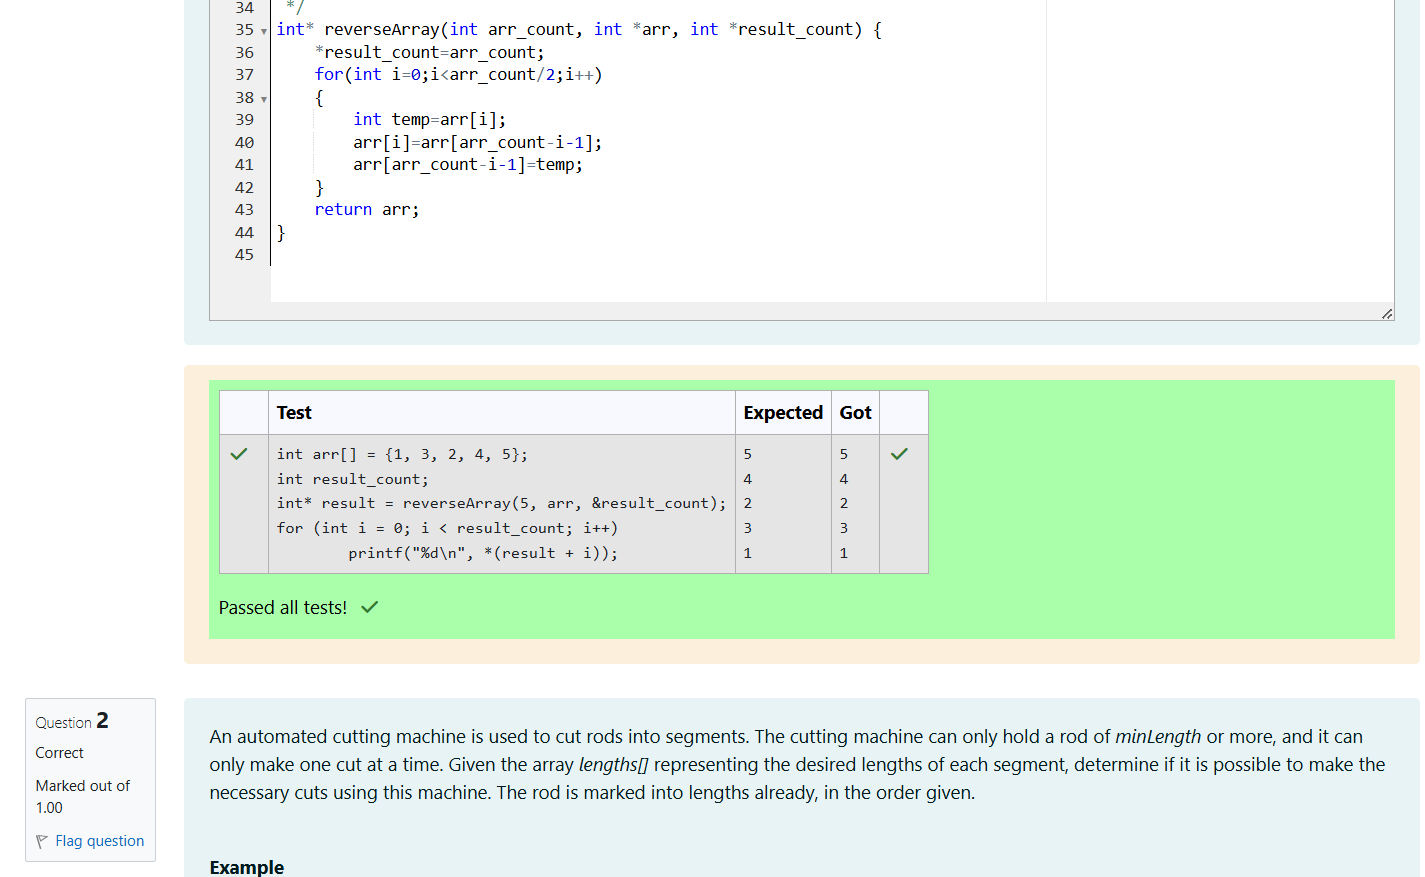 34 */
35 int* reverseArray(int arr_count, int *arr, int *result_count) {
36 *result_count=arr_count;
37 for(int i=0;i<arr_count/2;i++)
38 {
39 int temp=arr[i];
40 arr[i]=arr[arr_count-i-1];
41 arr[arr_count-i-1]=temp;
42 }
43 return arr;
44 }
45
Test Expected Got
int arr[] = {1, 3, 2, 4, 5}; 5 5
int result_count; 4 4
int* result = reverseArray(5, arr, &result_count); 2 2
for (int i = 0; i < result_count; i++) 3 3
printf("%d\n", *(result + i)); 1 1
Passed all tests!
Question 2
Correct
Marked out of
1.00
Flag question
An automated cutting machine is used to cut rods into segments. The cutting machine can only hold a rod of minLength or more, and it can
only make one cut at a time. Given the array lengths[] representing the desired lengths of each segment, determine if it is possible to make the
necessary cuts using this machine. The rod is marked into lengths already, in the order given.
Example